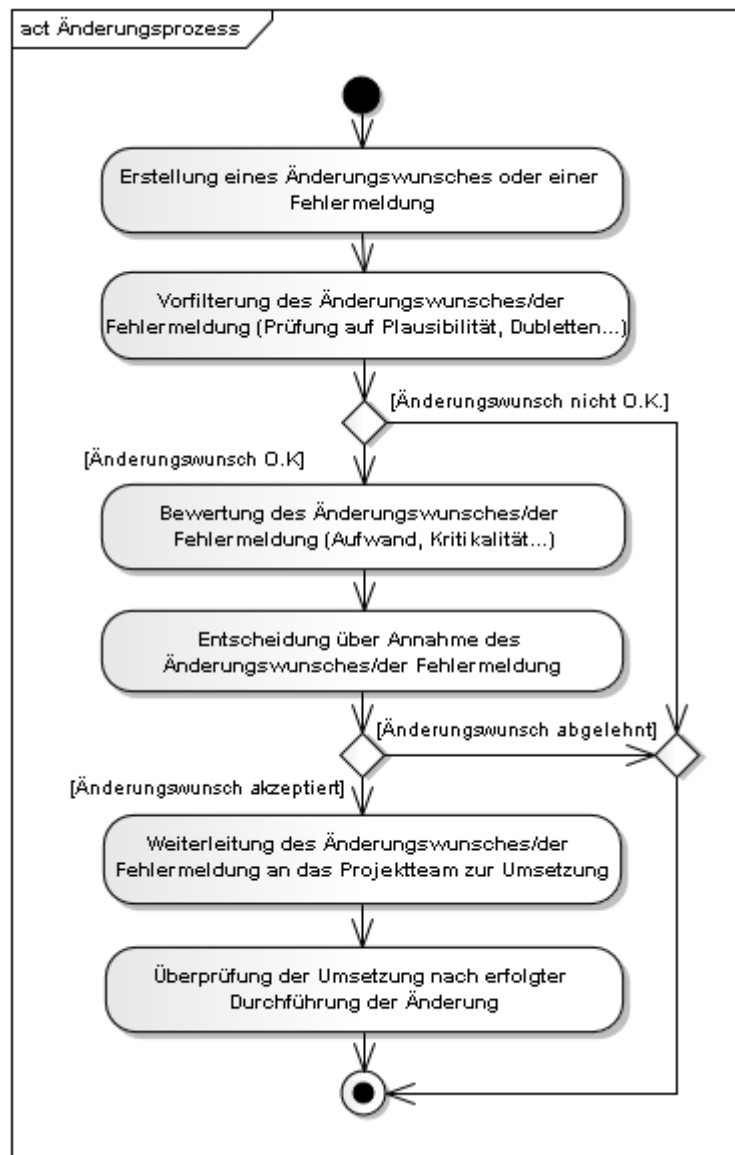 act Änderungsprozess
Erstellung eines Änderungswunsches oder einer
Fehlermeldung
Vorfilterung des Änderungswunsches/der
Fehlermeldung (Prüfung auf Plausibilität, Dubletten...)
[Änderungswunsch nicht O.K.]
[Änderungswunsch O.K]
Bewertung des Änderungswunsches/der
Fehlermeldung (Aufwand, Kritikalität...)
Entscheidung über Annahme des
Änderungswunsches/der Fehlermeldung
[Änderungswunsch abgelehnt]
[Änderungswunsch akzeptiert]
Weiterleitung des Änderungswunsches/der
Fehlermeldung an das Projektteam zur Umsetzung
Überprüfung der Umsetzung nach erfolgter
Durchführung der Änderung